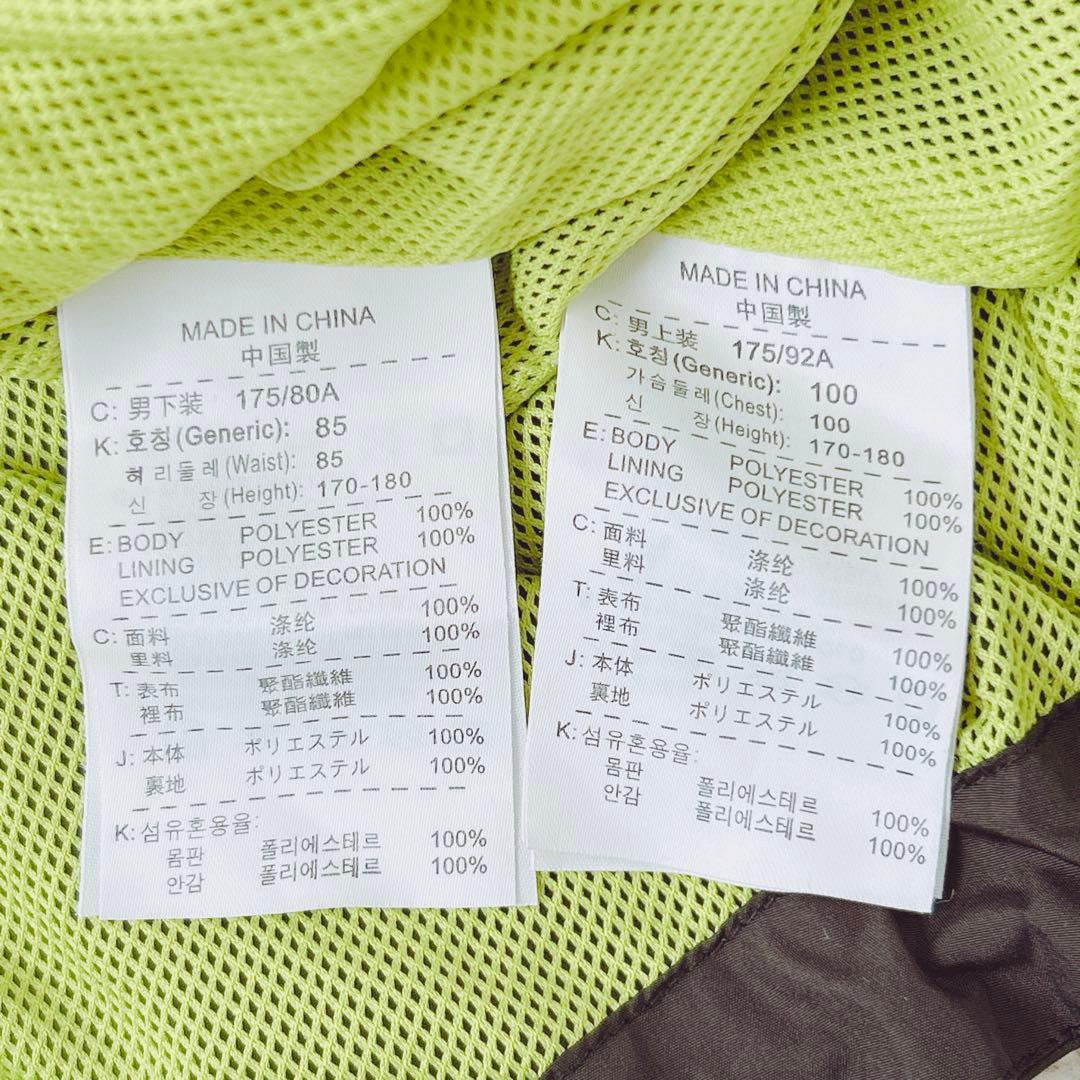 MADE IN CHINA
中国製
C: 男下装 175/80A
K: 호칭(Generic): 85
허리둘레(Waist): 85
신 장(Height): 170-180
E: BODY POLYESTER 100%
LINING POLYESTER 100%
EXCLUSIVE OF DECORATION
C: 面料 涤纶 100%
里料 涤纶 100%
T: 表布 聚酯纖維 100%
裡布 聚酯纖維 100%
J: 本体 ポリエステル 100%
裏地 ポリエステル 100%
K: 섬유혼용율:
몸판 폴리에스테르 100%
안감 폴리에스테르 100%
MADE IN CHINA
中国製
C: 男上装 175/92A
K: 호칭(Generic): 100
가슴둘레(Chest): 100
신 장(Height): 170-180
E: BODY POLYESTER 100%
LINING POLYESTER 100%
EXCLUSIVE OF DECORATION
C: 面料 涤纶 100%
里料 涤纶 100%
T: 表布 聚酯纖維 100%
裡布 聚酯纖維 100%
J: 本体 ポリエステル 100%
裏地 ポリエステル 100%
K: 섬유혼용율:
몸판 폴리에스테르 100%
안감 폴리에스테르 100%